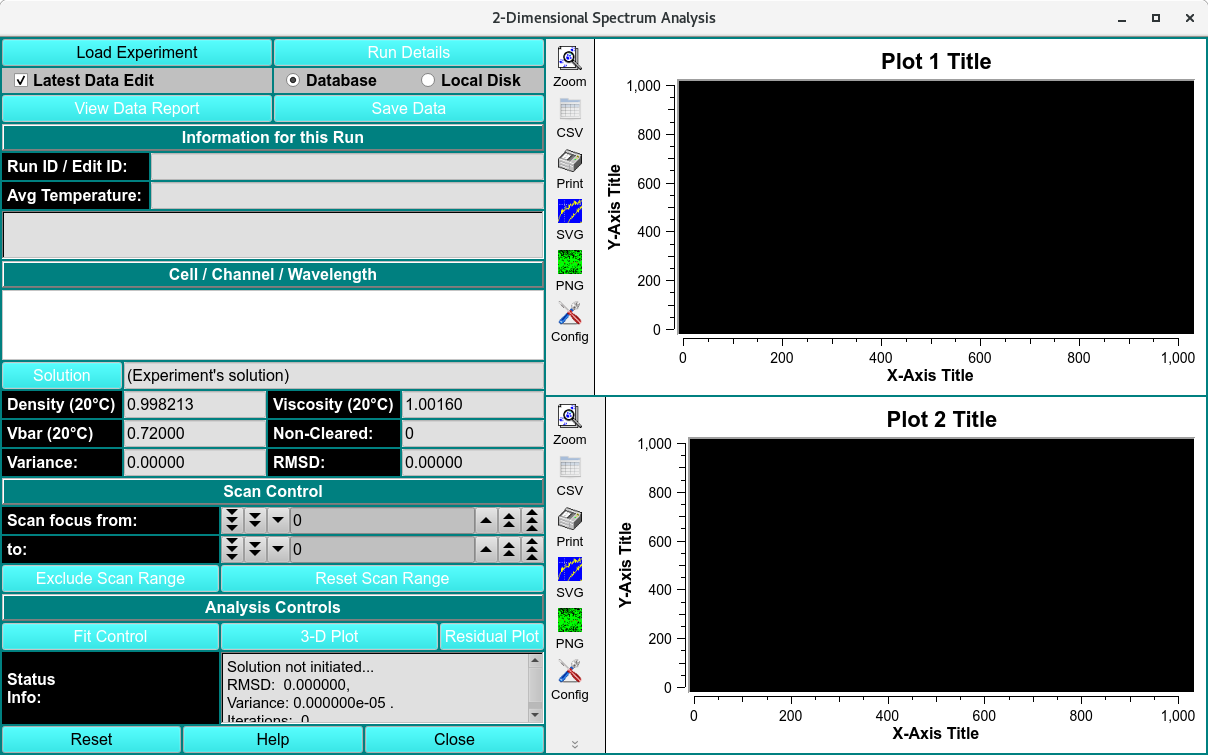 2-Dimensional Spectrum Analysis
Load Experiment
Run Details
Latest Data Edit
Database
Local Disk
View Data Report
Save Data
Information for this Run
Run ID / Edit ID:
Avg Temperature:
Cell / Channel / Wavelength
Solution
(Experiment's solution)
Density (20°C)
0.998213
Viscosity (20°C)
1.00160
Vbar (20°C)
0.72000
Non-Cleared:
0
Variance:
0.00000
RMSD:
0.00000
Scan Control
Scan focus from:
0
to:
0
Exclude Scan Range
Reset Scan Range
Analysis Controls
Fit Control
3-D Plot
Residual Plot
Status
Info:
Solution not initiated...
RMSD: 0.000000,
Variance: 0.000000e-05 .
Iterations: 0
Reset
Help
Close
Zoom
CSV
Print
SVG
PNG
Config
Plot 1 Title
Y-Axis Title
1,000
800
600
400
200
0
0
200
400
600
800
1,000
X-Axis Title
Zoom
CSV
Print
SVG
PNG
Config
Plot 2 Title
Y-Axis Title
1,000
800
600
400
200
0
0
200
400
600
800
1,000
X-Axis Title